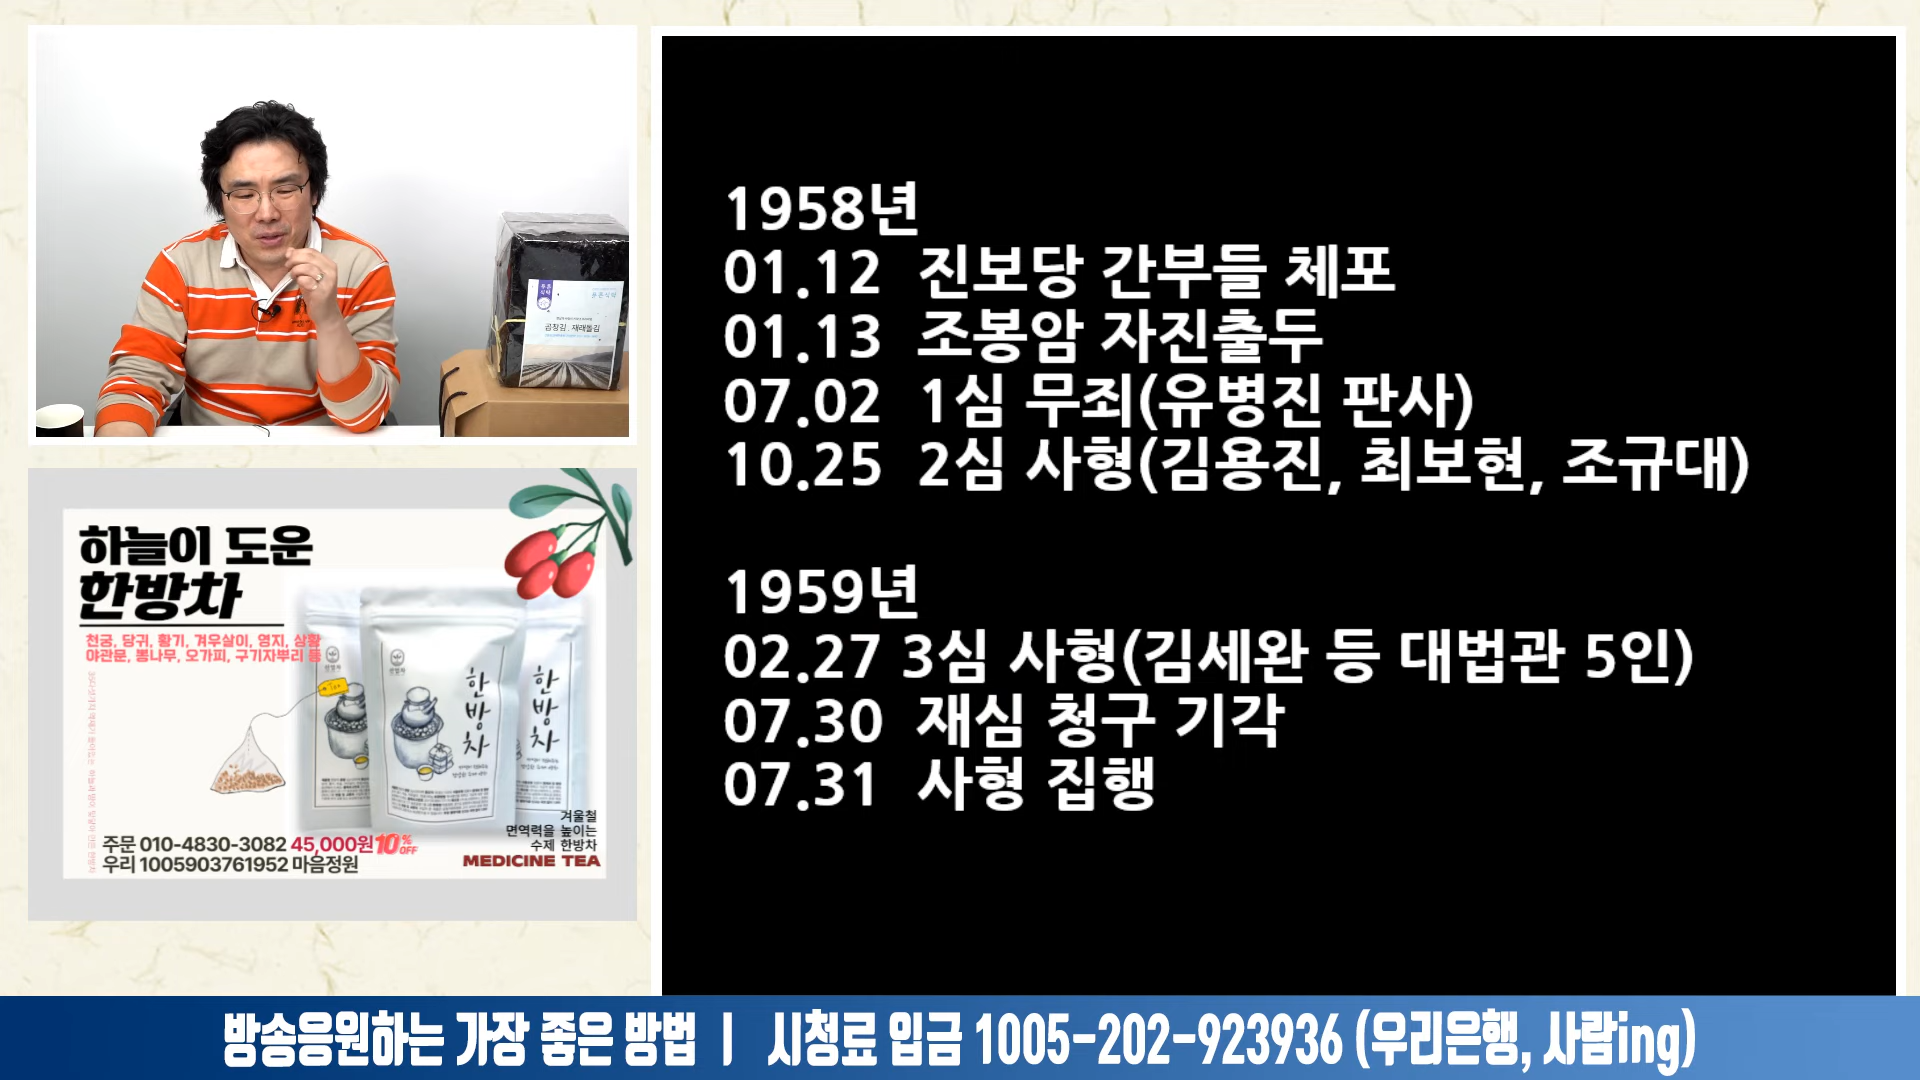 1958년
01.12 진보당 간부들 체포
01.13 조봉암 자진출두
07.02 1심 무죄(유병진 판사)
10.25 2심 사형(김용진, 최보현, 조규대)
1959년
02.27 3심 사형(김세완 등 대법관 5인)
07.30 재심 청구 기각
07.31 사형 집행
곱창김 . 재래돌김
하늘이 도운
한방차
천궁, 당귀, 황기, 겨우살이, 영지, 상황
야관문, 뽕나무, 오가피, 구기자뿌리 등
한방차
한방차
겨울철
면역력을 높이는
수제 한방차
MEDICINE TEA
주문 010-4830-3082 45,000원 10% OFF
우리 1005903761952 마음정원
방송응원하는 가장 좋은 방법 | 시청료 입금 1005-202-923936 (우리은행, 사람ing)